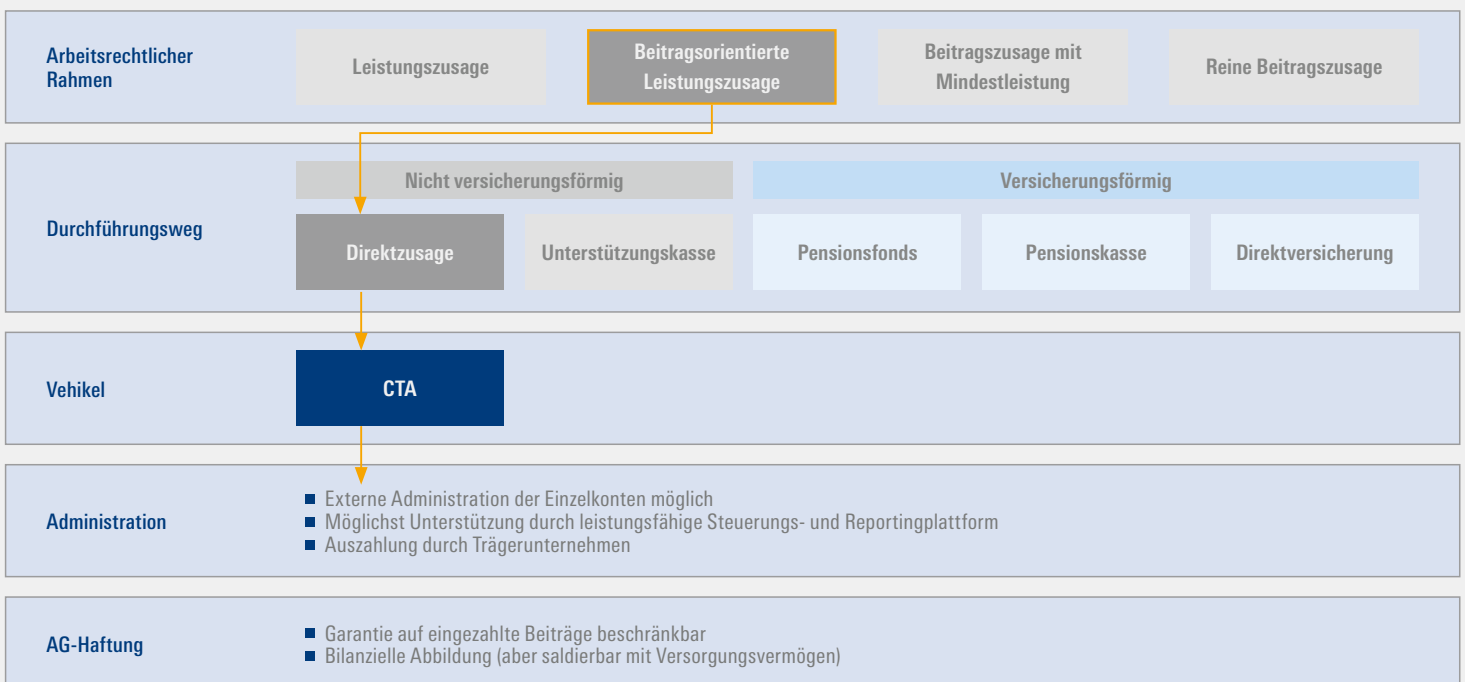 Arbeitsrechtlicher
Rahmen
Leistungszusage
Beitragsorientierte
Leistungszusage
Beitragszusage mit
Mindestleistung
Reine Beitragszusage
Durchführungsweg
Nicht versicherungsförmig
Versicherungsförmig
Direktzusage
Unterstützungskasse
Pensionsfonds
Pensionskasse
Direktversicherung
Vehikel
CTA
Administration
Externe Administration der Einzelkonten möglich
Möglichst Unterstützung durch leistungsfähige Steuerungs- und Reportingplattform
Auszahlung durch Trägerunternehmen
AG-Haftung
Garantie auf eingezahlte Beiträge beschränkbar
Bilanzielle Abbildung (aber saldierbar mit Versorgungsvermögen)